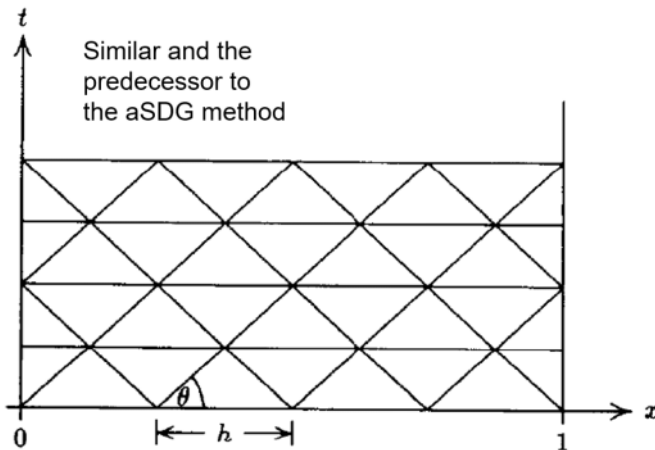 t
Similar and the
predecessor to
the aSDG method
θ
x
0
h
1